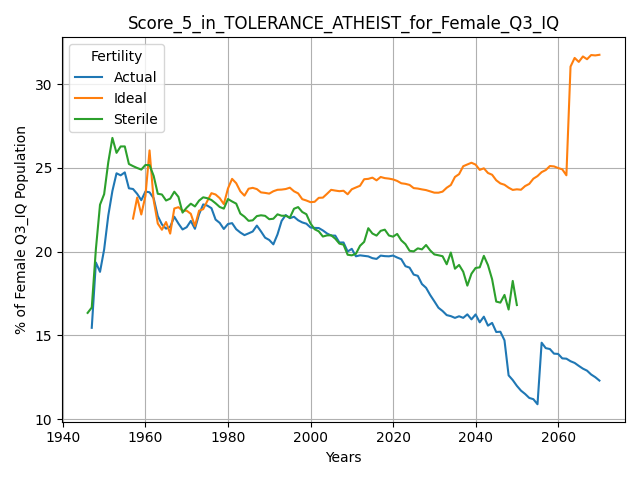 Score_5_in_TOLERANCE_ATHEIST_for_Female_Q3_IQ
Fertility
Actual
Ideal
Sterile
% of Female Q3_IQ Population
30
25
20
15
10
1940
1960
1980
2000
2020
2040
2060
Years